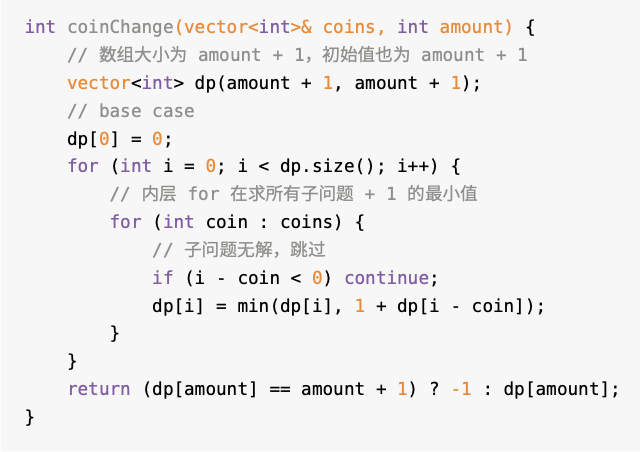 int coinChange(vector<int>& coins, int amount) {
    // 数组大小为 amount + 1，初始值也为 amount + 1
    vector<int> dp(amount + 1, amount + 1);
    // base case
    dp[0] = 0;
    for (int i = 0; i < dp.size(); i++) {
        // 内层 for 在求所有子问题 + 1 的最小值
        for (int coin : coins) {
            // 子问题无解，跳过
            if (i - coin < 0) continue;
            dp[i] = min(dp[i], 1 + dp[i - coin]);
        }
    }
    return (dp[amount] == amount + 1) ? -1 : dp[amount];
}